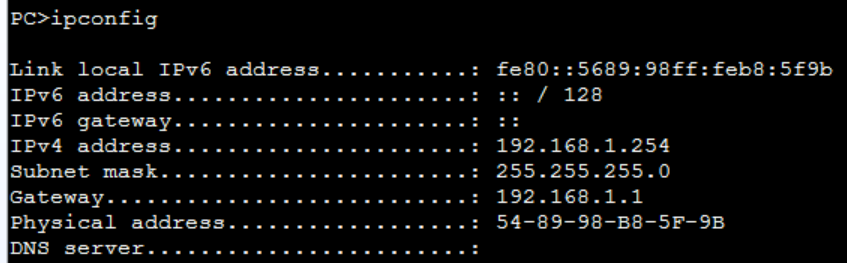 PC>ipconfig
Link local IPv6 address...........: fe80::5689:98ff:feb8:5f9b
IPv6 address......................: :: / 128
IPv6 gateway......................: ::
IPv4 address......................: 192.168.1.254
Subnet mask.......................: 255.255.255.0
Gateway...........................: 192.168.1.1
Physical address..................: 54-89-98-B8-5F-9B
DNS server........................: